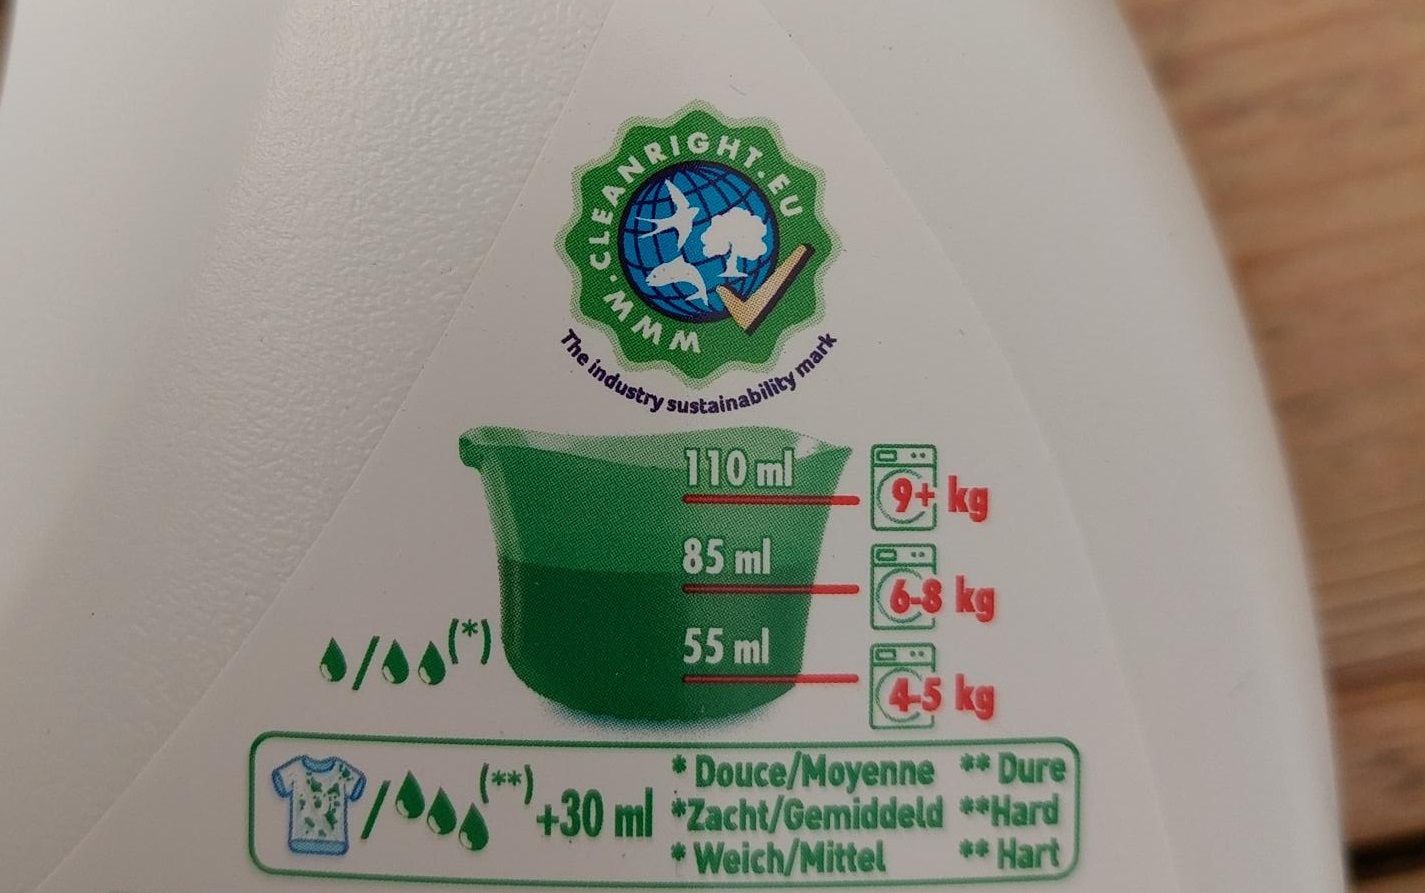 WWW.CLEANRIGHT.EU
The industry sustainability mark
110 ml 9+ kg
85 ml 6-8 kg
55 ml 4-5 kg
/ (*)
/ (**) +30 ml
* Douce/Moyenne ** Dure
*Zacht/Gemiddeld **Hard
* Weich/Mittel ** Hart